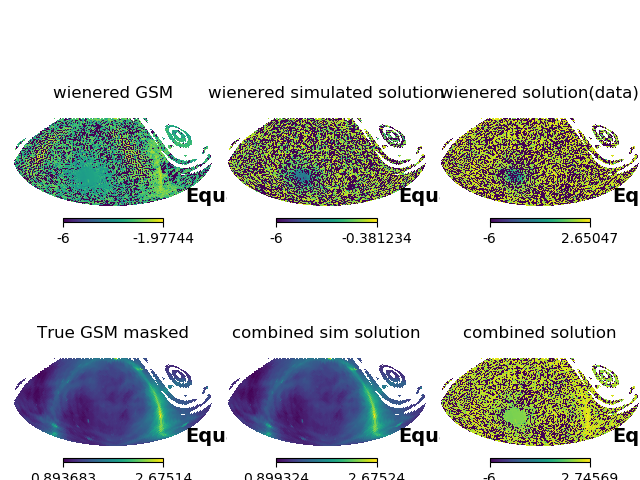 wienered GSM
wienered simulated solution
wienered solution(data)
Equ
Equ
Eq
-6
-1.97744
-6
-0.381234
-6
2.65047
True GSM masked
combined sim solution
combined solution
Equ
Equ
Eq
0.893683
2.67514
0.899324
2.67524
-6
2.74569